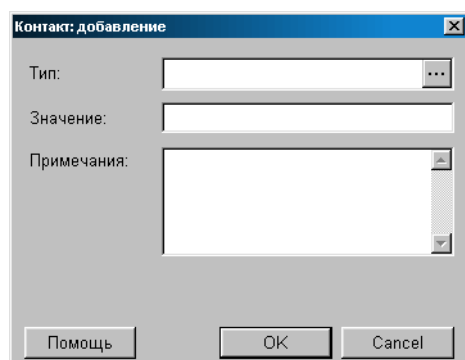 Контакт: добавление
Тип:
...
Значение:
Примечания:
Помощь OK Cancel